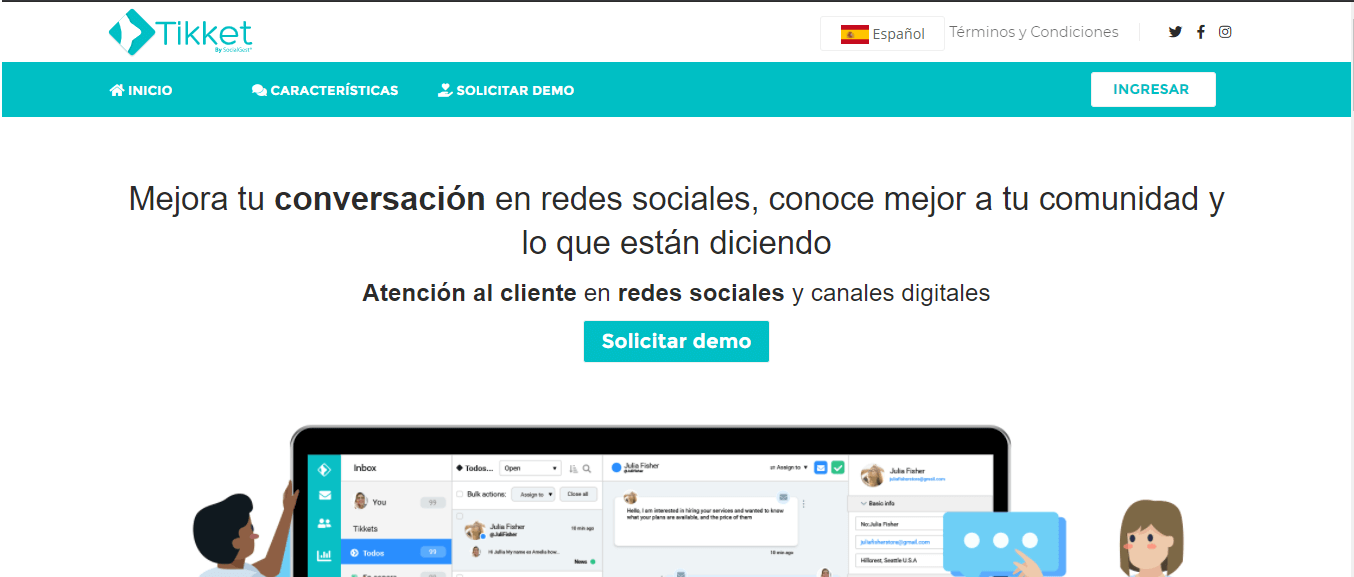 Tikket
By SocialGest®
Español
Términos y Condiciones
INICIO
CARACTERÍSTICAS
SOLICITAR DEMO
INGRESAR
Mejora tu conversación en redes sociales, conoce mejor a tu comunidad y
lo que están diciendo
Atención al cliente en redes sociales y canales digitales
Solicitar demo
Inbox
Todos...
Open
Julia Fisher
@JuliFisher
Assign to
Julia Fisher
juliafisherstore@gmail.com
You
99
Bulk actions:
Assign to
Close all
Basic info
Hello, I am interested in hiring your services and wanted to know
what your plans are available, and the price of them
Tikkets
Julia Fisher
@JuliFisher
10 min ago
No:Julia Fisher
juliafisherstore@gmail.com
Todos
99
Hi Julia My name es Amelia how...
10 min ago
Hillcrest, Seattle U.S.A
News
En espera